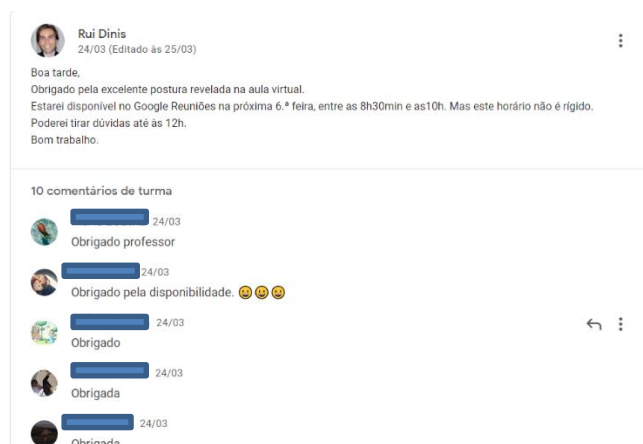 Rui Dinis
24/03 (Editado às 25/03)
Boa tarde,
Obrigado pela excelente postura revelada na aula virtual.
Estarei disponível no Google Reuniões na próxima 6.ª feira, entre as 8h30min e as10h. Mas este horário não é rígido.
Poderei tirar dúvidas até às 12h.
Bom trabalho.
10 comentários de turma
24/03
Obrigado professor
24/03
Obrigado pela disponibilidade. 😀😀😀
24/03
Obrigado
24/03
Obrigada
24/03
Obrigada